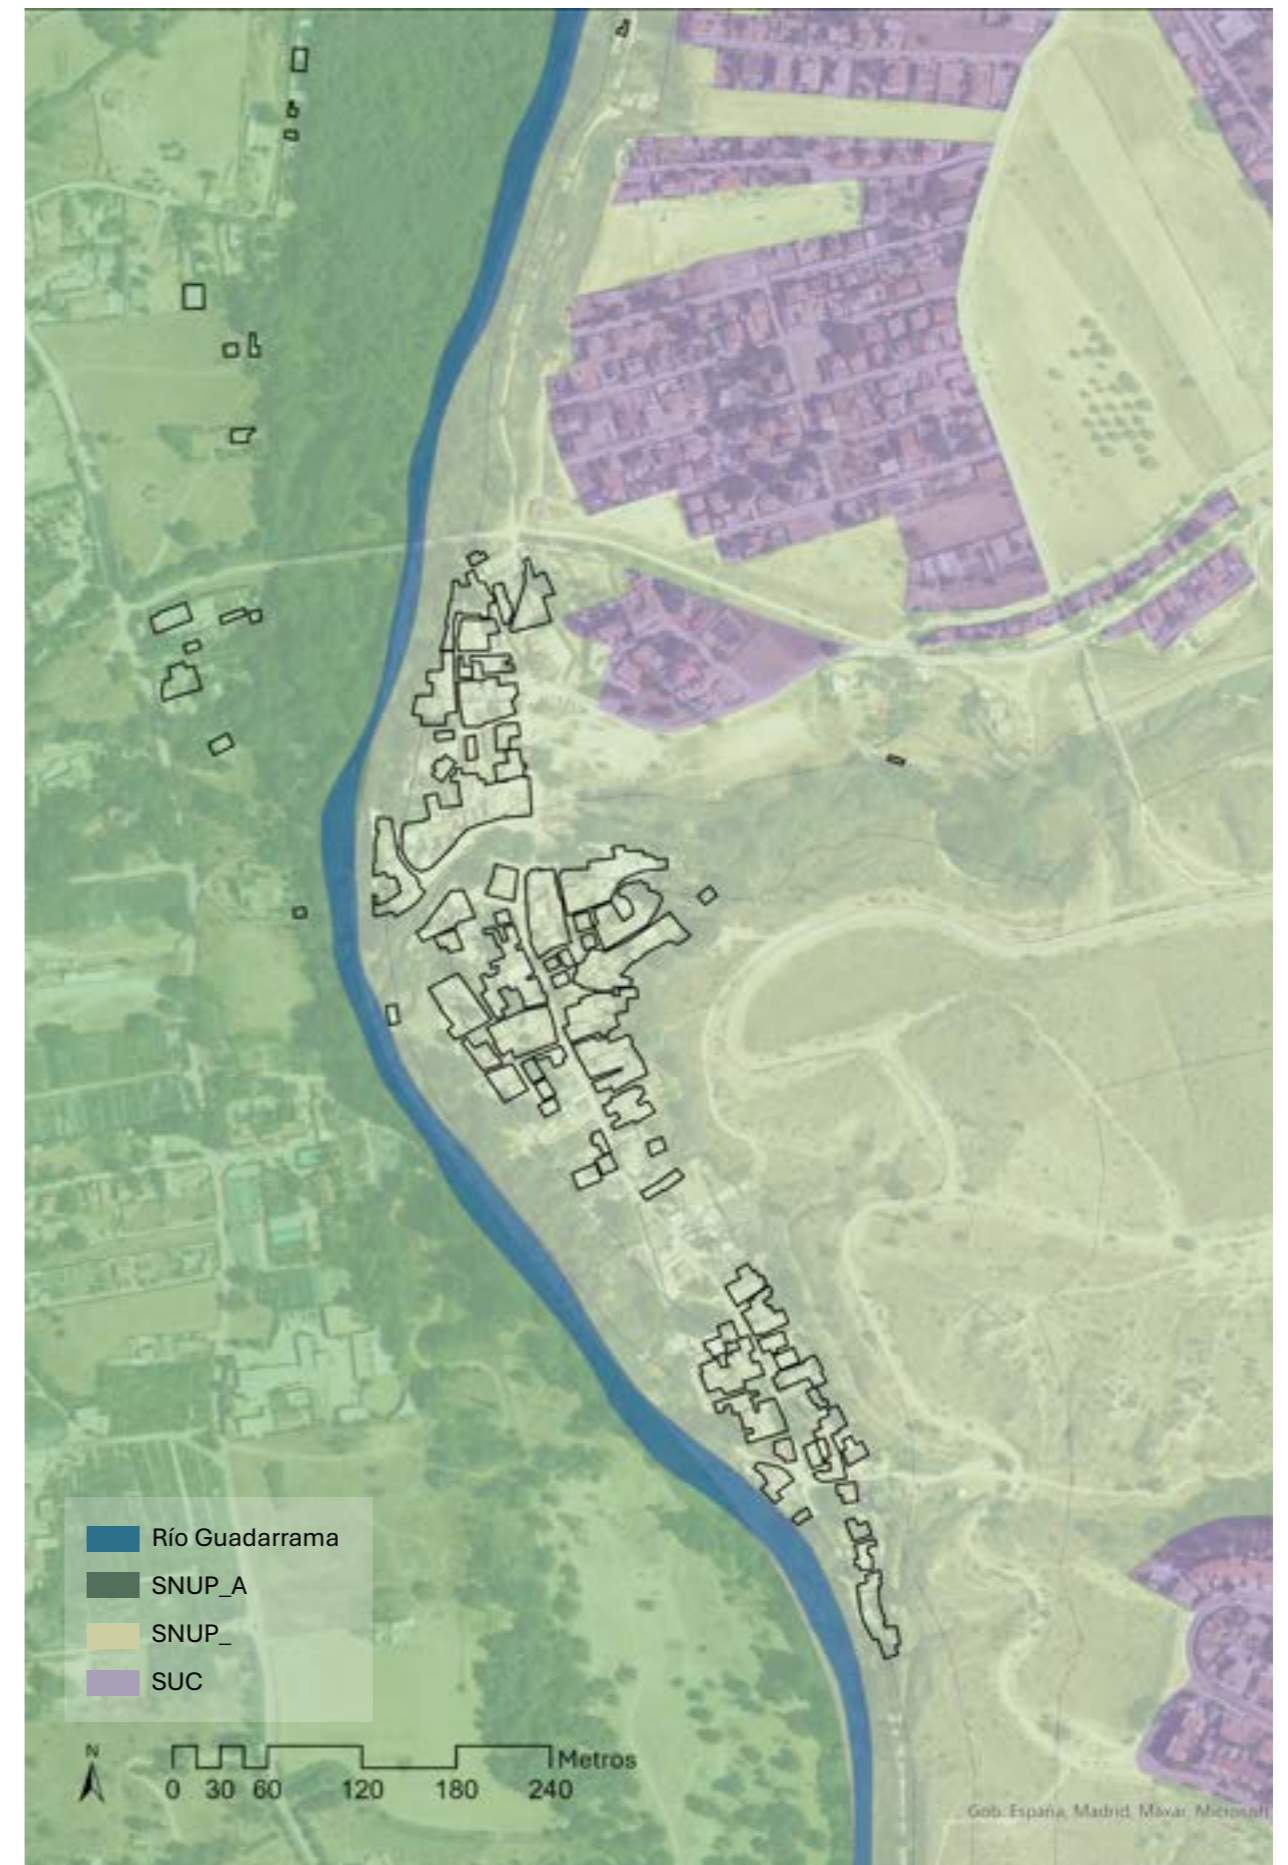 Río Guadarrama
SNUP_A
SNUP_
SUC
N
Metros
0 30 60 120 180 240
Gob. España, Madrid, Maxar, Microsoft